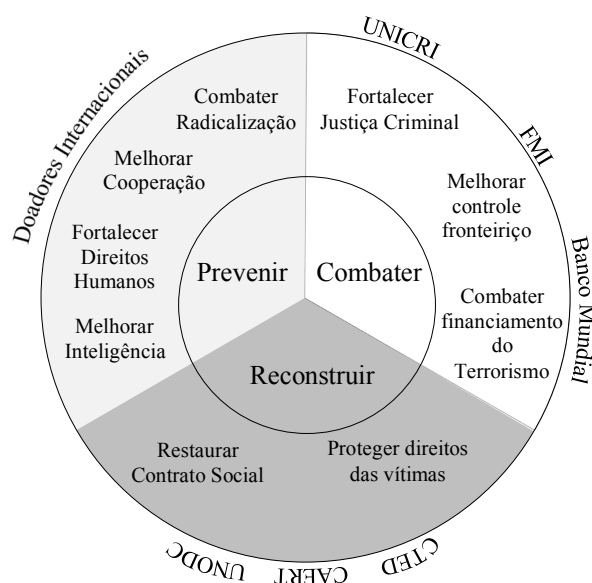 UNICRI
Doadores Internacionais
FMI
Banco Mundial
Combater
Radicalização
Melhorar
Cooperação
Fortalecer
Direitos
Humanos
Melhorar
Inteligência
Prevenir
Fortalecer
Justiça Criminal
Melhorar
controle
fronteiriço
Combater
financiamento
do
Terrorismo
Combater
Reconstruir
Restaurar
Contrato Social
Proteger direitos
das vítimas
UNODC
CAERT
CTED